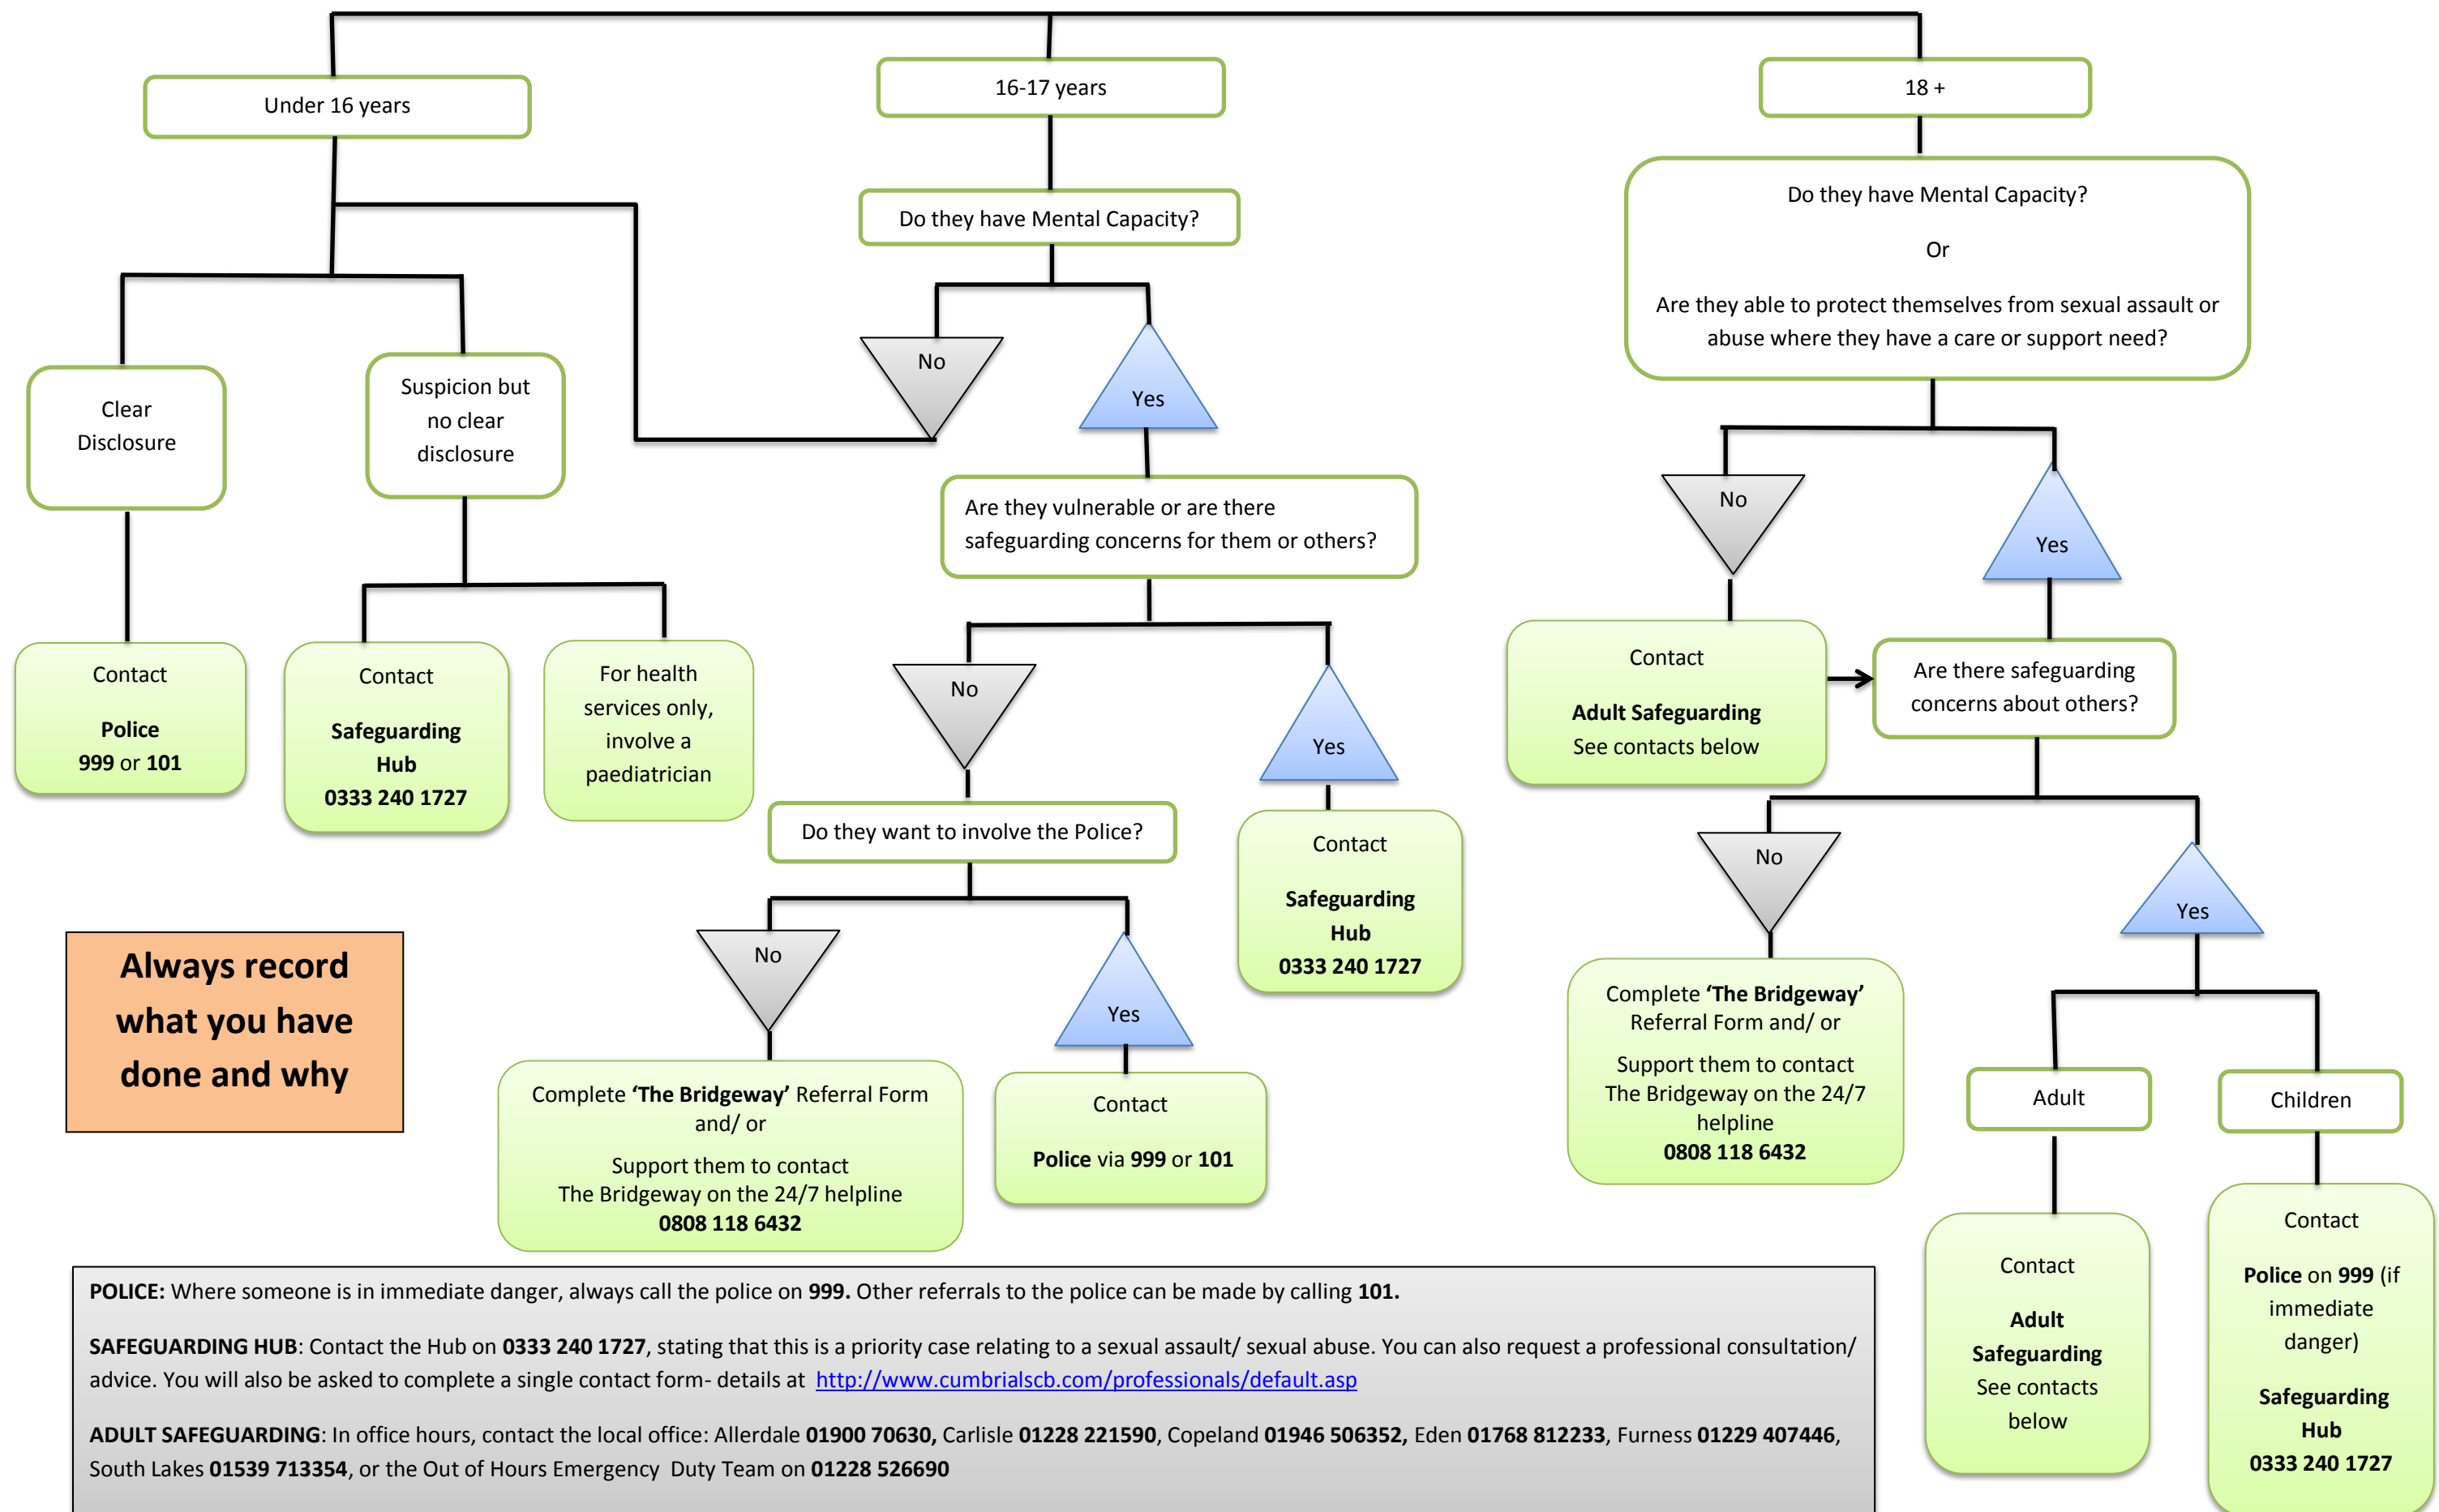 Under 16 years
16-17 years
18 +
Do they have Mental Capacity?
Do they have Mental Capacity?
Or
Are they able to protect themselves from sexual assault or
abuse where they have a care or support need?
No
Yes
Clear
Disclosure
Suspicion but
no clear
disclosure
Are they vulnerable or are there
safeguarding concerns for them or others?
No
Yes
Contact
Police
999 or 101
Contact
Safeguarding
Hub
0333 240 1727
For health
services only,
involve a
paediatrician
No
Yes
Contact
Adult Safeguarding
See contacts below
Are there safeguarding
concerns about others?
Do they want to involve the Police?
Contact
Safeguarding
Hub
0333 240 1727
No
Yes
No
Yes
Always record
what you have
done and why
Complete ‘The Bridgeway’ Referral Form
and/ or
Support them to contact
The Bridgeway on the 24/7 helpline
0808 118 6432
Contact
Police via 999 or 101
Complete ‘The Bridgeway’
Referral Form and/ or
Support them to contact
The Bridgeway on the 24/7
helpline
0808 118 6432
Adult
Children
Contact
Adult
Safeguarding
See contacts
below
Contact
Police on 999 (if
immediate
danger)
Safeguarding
Hub
0333 240 1727
POLICE: Where someone is in immediate danger, always call the police on 999. Other referrals to the police can be made by calling 101.
SAFEGUARDING HUB: Contact the Hub on 0333 240 1727, stating that this is a priority case relating to a sexual assault/ sexual abuse. You can also request a professional consultation/
advice. You will also be asked to complete a single contact form- details at http://www.cumbrialscb.com/professionals/default.asp
ADULT SAFEGUARDING: In office hours, contact the local office: Allerdale 01900 70630, Carlisle 01228 221590, Copeland 01946 506352, Eden 01768 812233, Furness 01229 407446,
South Lakes 01539 713354, or the Out of Hours Emergency Duty Team on 01228 526690